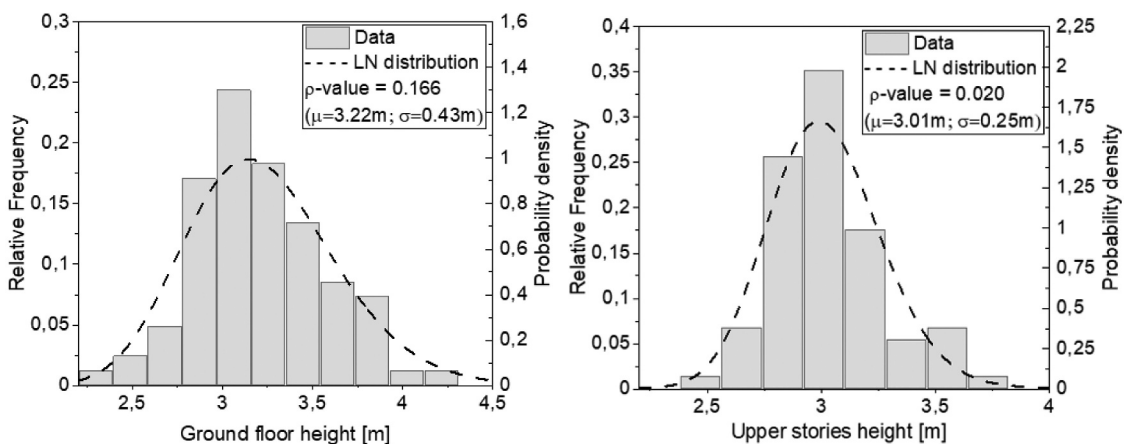 0,3
0,25
0,2
0,15
0,1
0,05
0
Relative Frequency
Data
LN distribution
ρ-value = 0.166
(μ=3.22m; σ=0.43m)
1,6
1,4
1,2
1
0,8
0,6
0,4
0,2
0
Probability density
2,5 3 3,5 4 4,5
Ground floor height [m]
0,4
0,35
0,3
0,25
0,2
0,15
0,1
0,05
0
Relative Frequency
Data
LN distribution
ρ-value = 0.020
(μ=3.01m; σ=0.25m)
2,25
2
1,75
1,5
1,25
1
0,75
0,5
0,25
0
Probability density
2,5 3 3,5 4
Upper stories height [m]